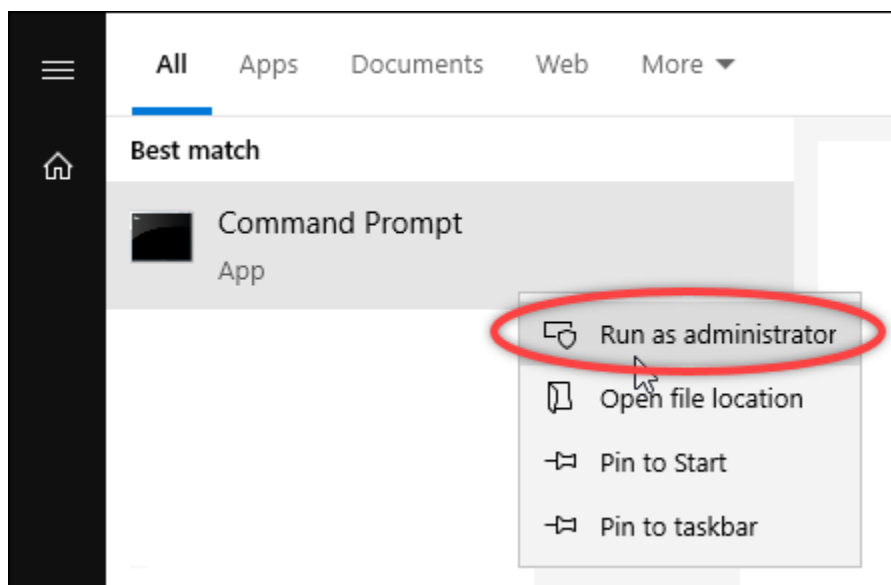 All Apps Documents Web More
Best match
Command Prompt
App
Run as administrator
Open file location
Pin to Start
Pin to taskbar